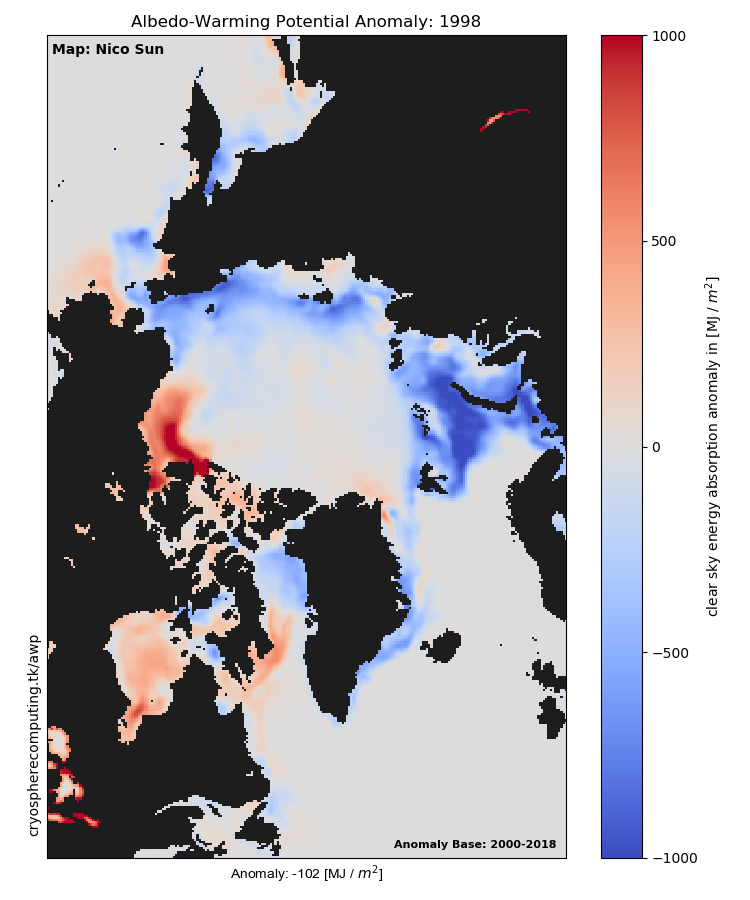 Albedo-Warming Potential Anomaly: 1998
Map: Nico Sun
1000
500
0
−500
−1000
clear sky energy absorption anomaly in [MJ / m²]
cryospherecomputing.tk/awp
Anomaly Base: 2000-2018
Anomaly: -102 [MJ / m²]